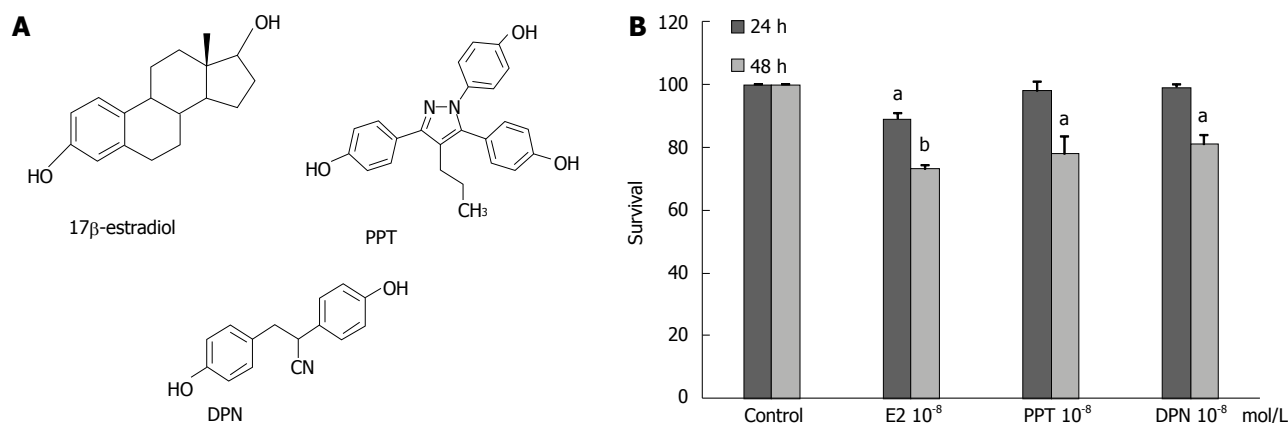 A
OH
HO
17β-estradiol
OH
N
N
HO
OH
CH3
PPT
OH
HO
CN
DPN
B
120
100
80
60
40
20
0
Survival
24 h
48 h
a
b
a
a
Control
E2 10-8
PPT 10-8
DPN 10-8
mol/L